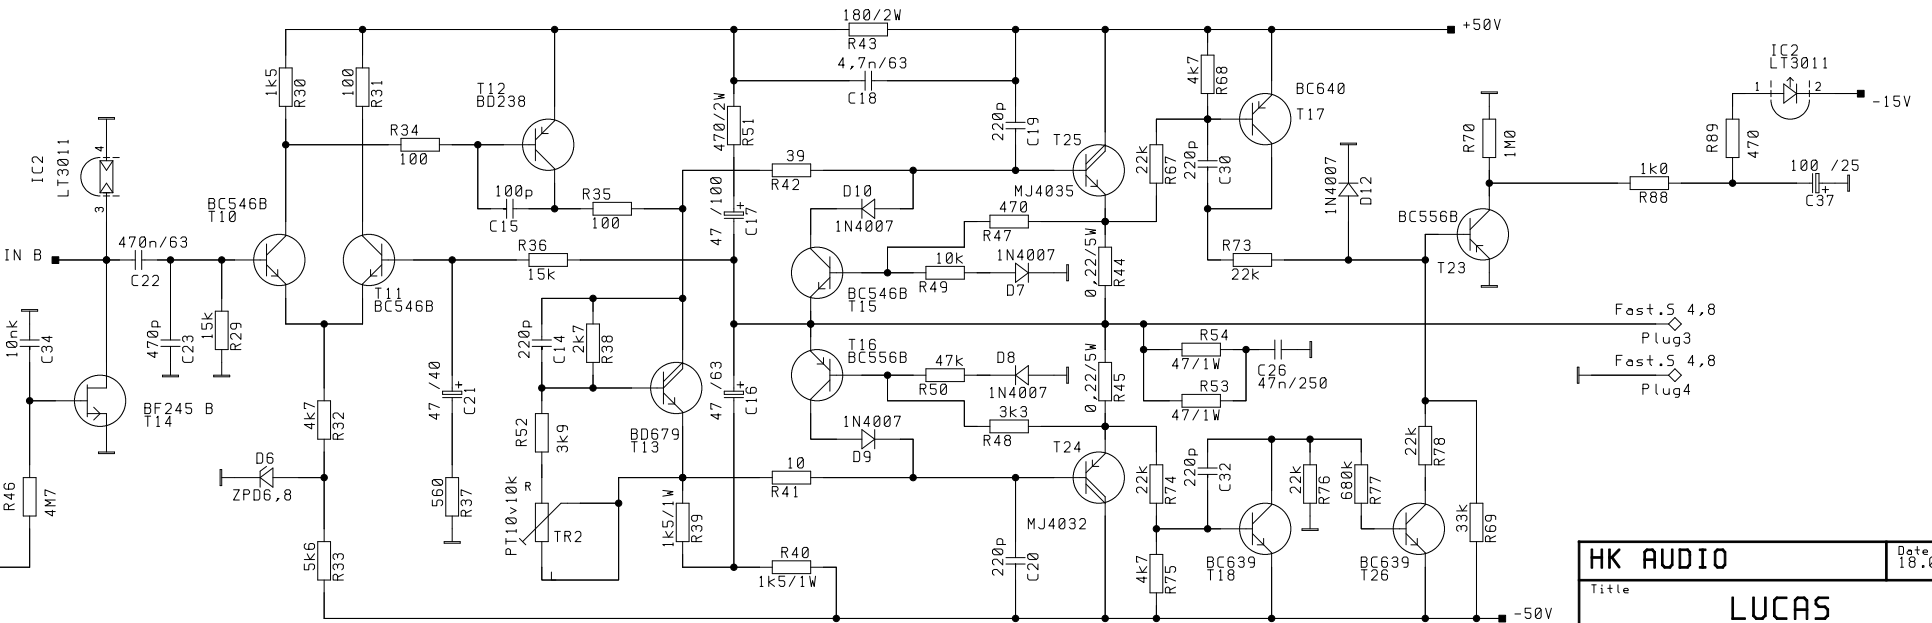 180/2W
R43
+50V
4,7n/63
C18
IC2
LT3011
1
2
-15V
1k5
R30
100
R31
T12
BD238
470/2W
R51
220p
C19
4k7
R68
BC640
T17
R34
100
39
R42
T25
MJ4035
22k
R67
220p
C30
1N4007
D12
R70
1M0
R89
470
100 /25
C37
1k0
R88
IC2
LT3011
4
3
BC546B
T10
100p
C15
R35
100
47 /100
C17
D10
1N4007
470
R47
BC556B
T23
IN B
470n/63
C22
R36
15k
T11
BC546B
BC546B
T15
10k
R49
1N4007
D7
0,22/5W
R44
R73
22k
10nk
C34
470p
C23
15k
R29
220p
C14
2k7
R38
Fast.S 4,8
Plug3
T16
BC556B
47k
R50
D8
1N4007
0,22/5W
R45
R54
47/1W
R53
47/1W
C26
47n/250
Fast.S 4,8
Plug4
BF245 B
T14
4k7
R32
47 /40
C21
R52
3k9
BD679
T13
47 /63
C16
1N4007
D9
3k3
R48
T24
MJ4032
22k
R78
D6
ZPD6,8
R46
4M7
560
R37
PT10v10k
R
TR2
L
1k5/1W
R39
10
R41
22k
R74
220p
C32
22k
R76
680k
R77
33k
R69
5k6
R33
R40
1k5/1W
220p
C20
4k7
R75
BC639
T18
BC639
T26
-50V
HK AUDIO
Date
18.0
Title
LUCAS